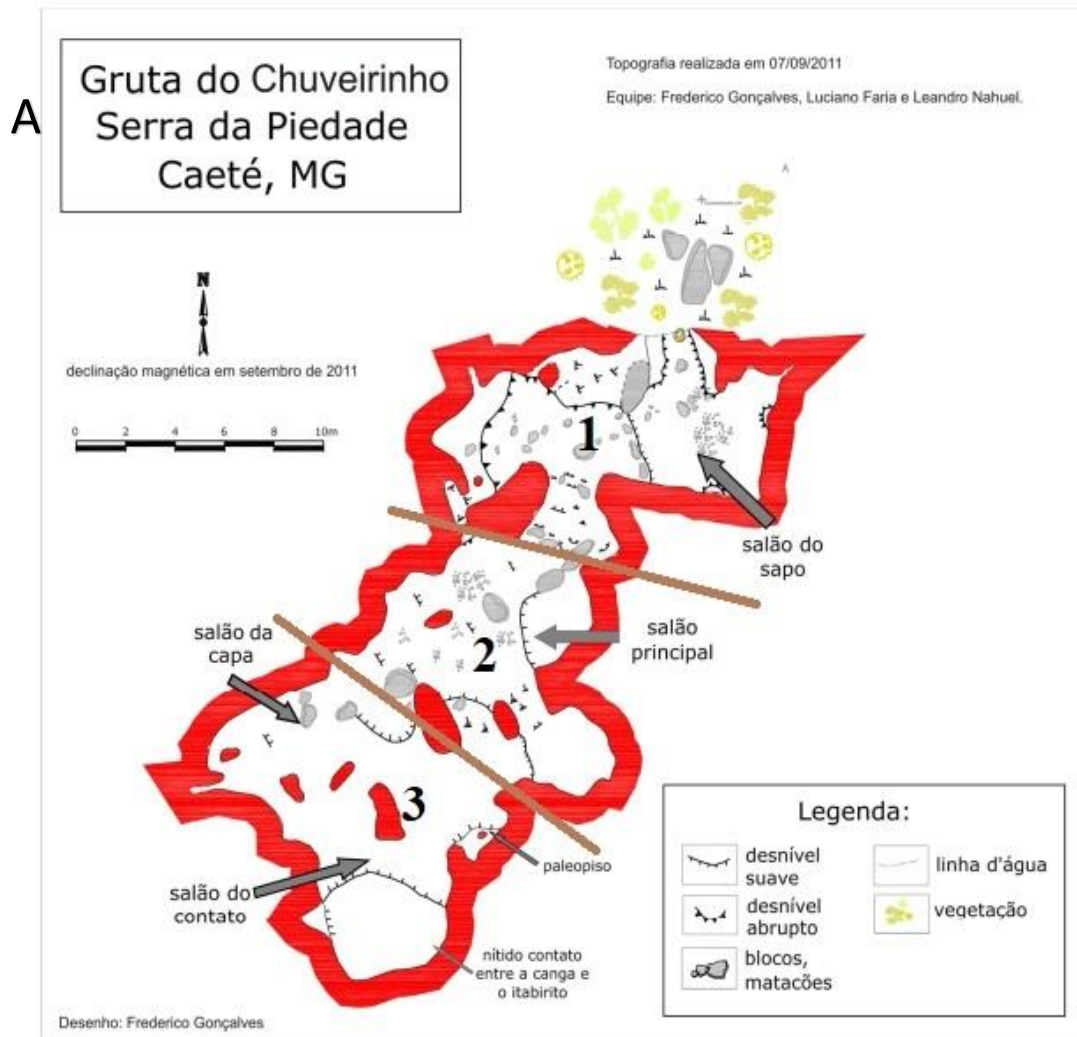 A
Gruta do Chuveirinho
Serra da Piedade
Caeté, MG
Topografia realizada em 07/09/2011
Equipe: Frederico Gonçalves, Luciano Faria e Leandro Nahuel.
A
N
declinação magnética em setembro de 2011
0 2 4 6 8 10m
1
salão do
sapo
salão da
capa
2
salão
principal
3
paleopiso
salão do
contato
nítido contato
entre a canga e
o itabirito
Legenda:
desnível
suave
linha d'água
desnível
abrupto
vegetação
blocos,
matacões
Desenho: Frederico Gonçalves